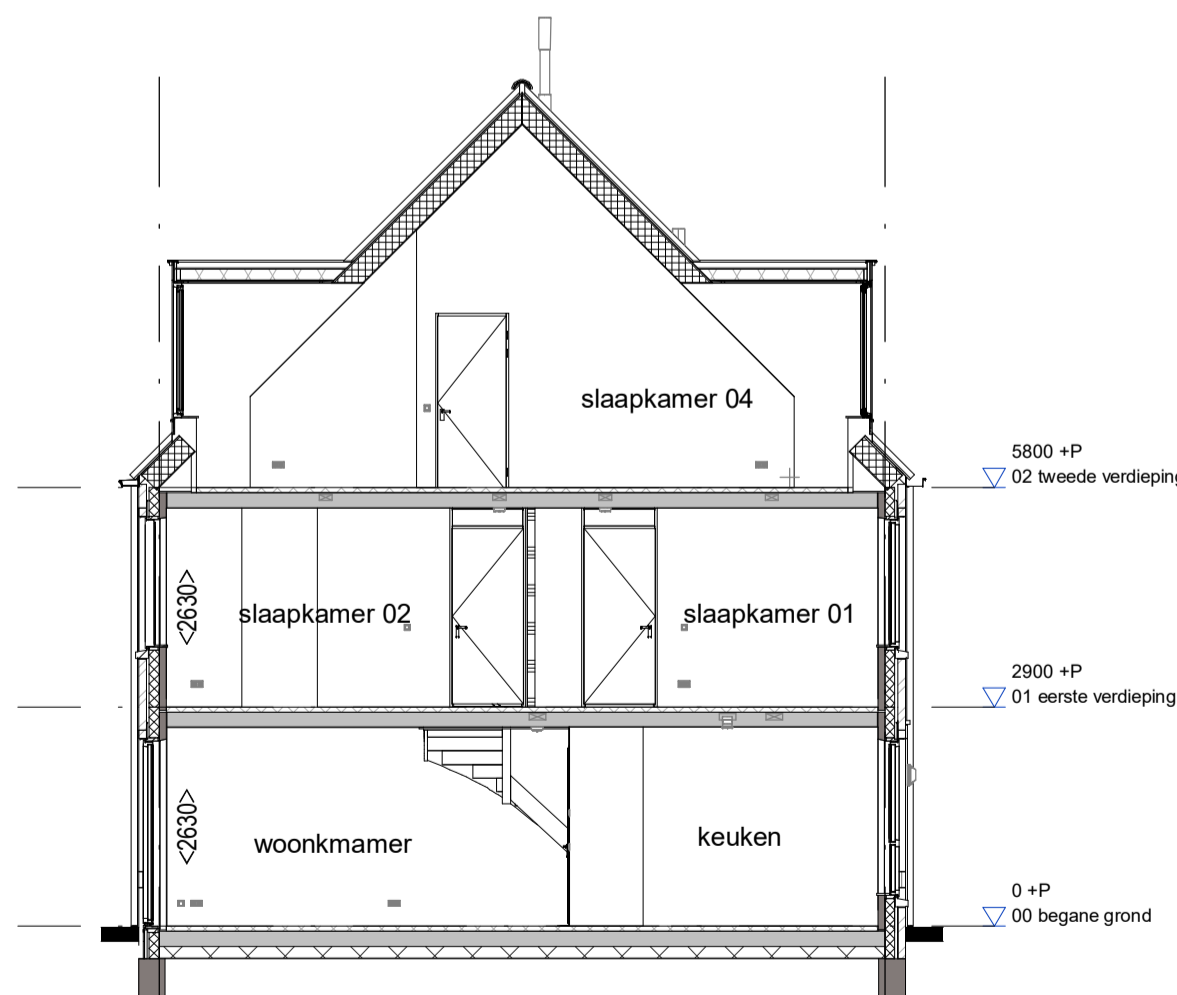 slaapkamer 04
5800 +P
02 tweede verdieping
<2630>
slaapkamer 02
slaapkamer 01
2900 +P
01 eerste verdieping
<2630>
woonkmamer
keuken
0 +P
00 begane grond